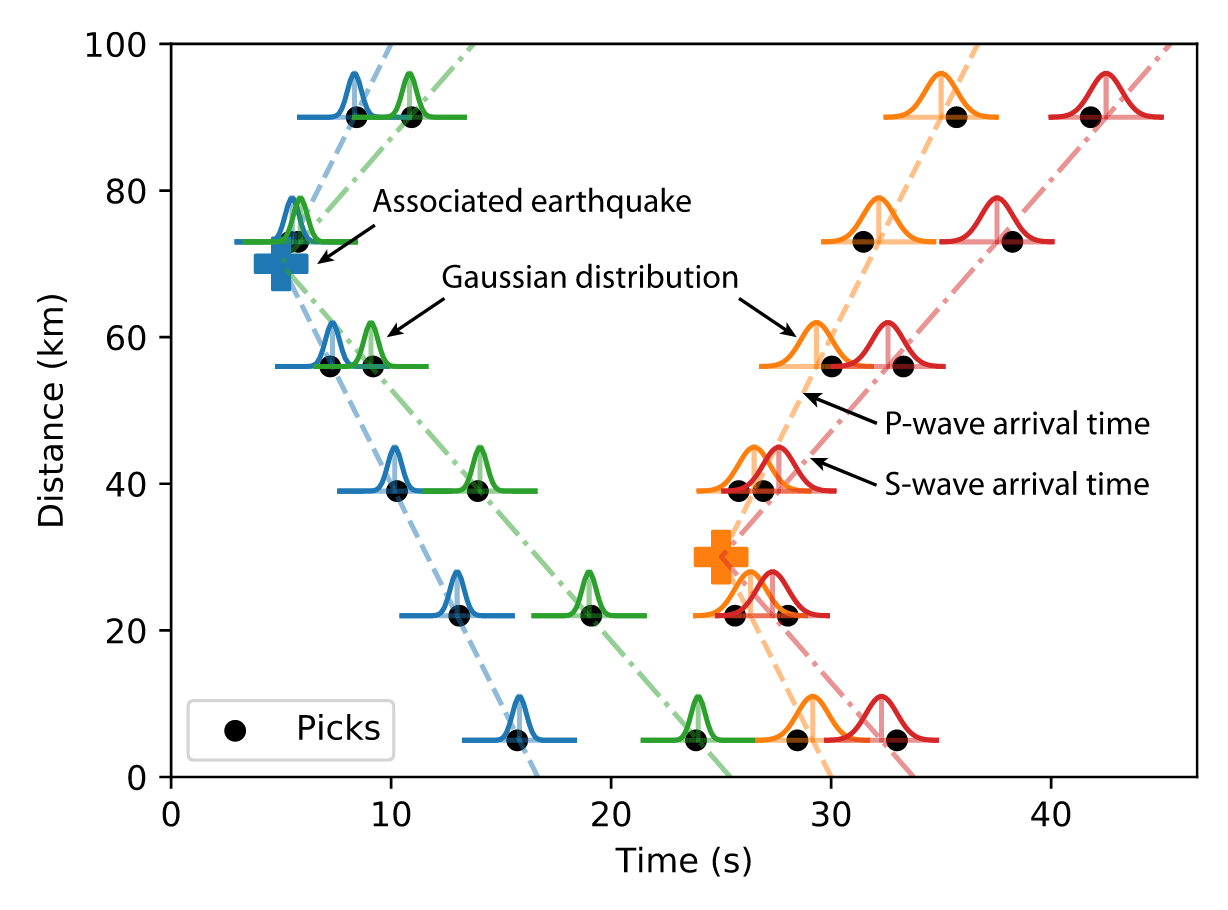 100
80
60
40
20
0
Distance (km)
Associated earthquake
Gaussian distribution
P-wave arrival time
S-wave arrival time
Picks
0 10 20 30 40
Time (s)